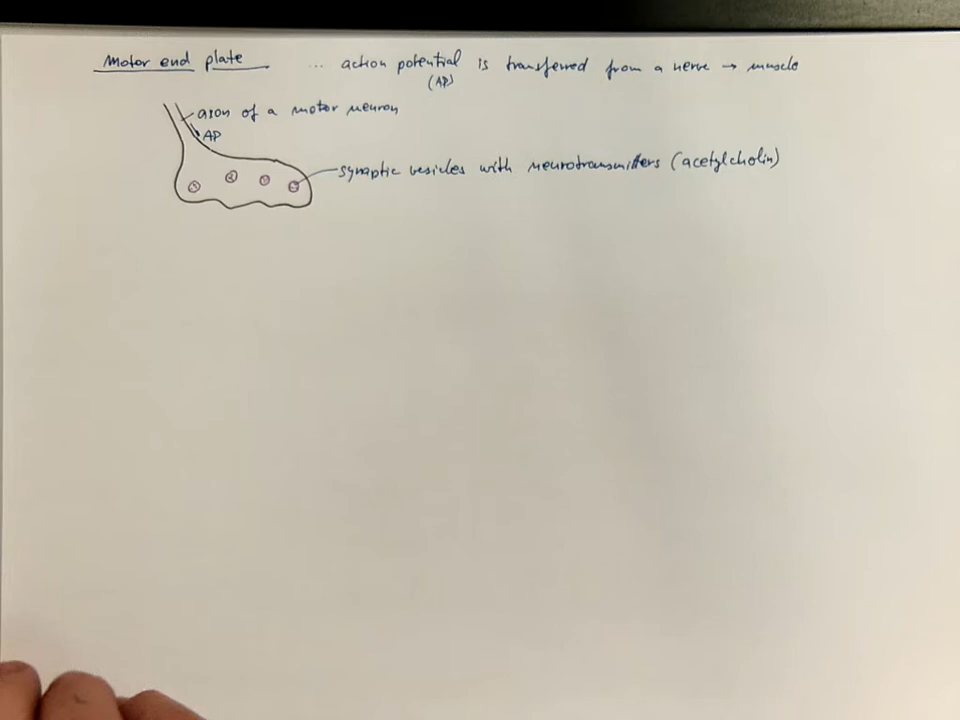 Motor end plate ... action potential is transferred from a nerve → muscle
(AP)
axon of a motor neuron
AP
synaptic vesicles with neurotransmitters (acetylcholin)